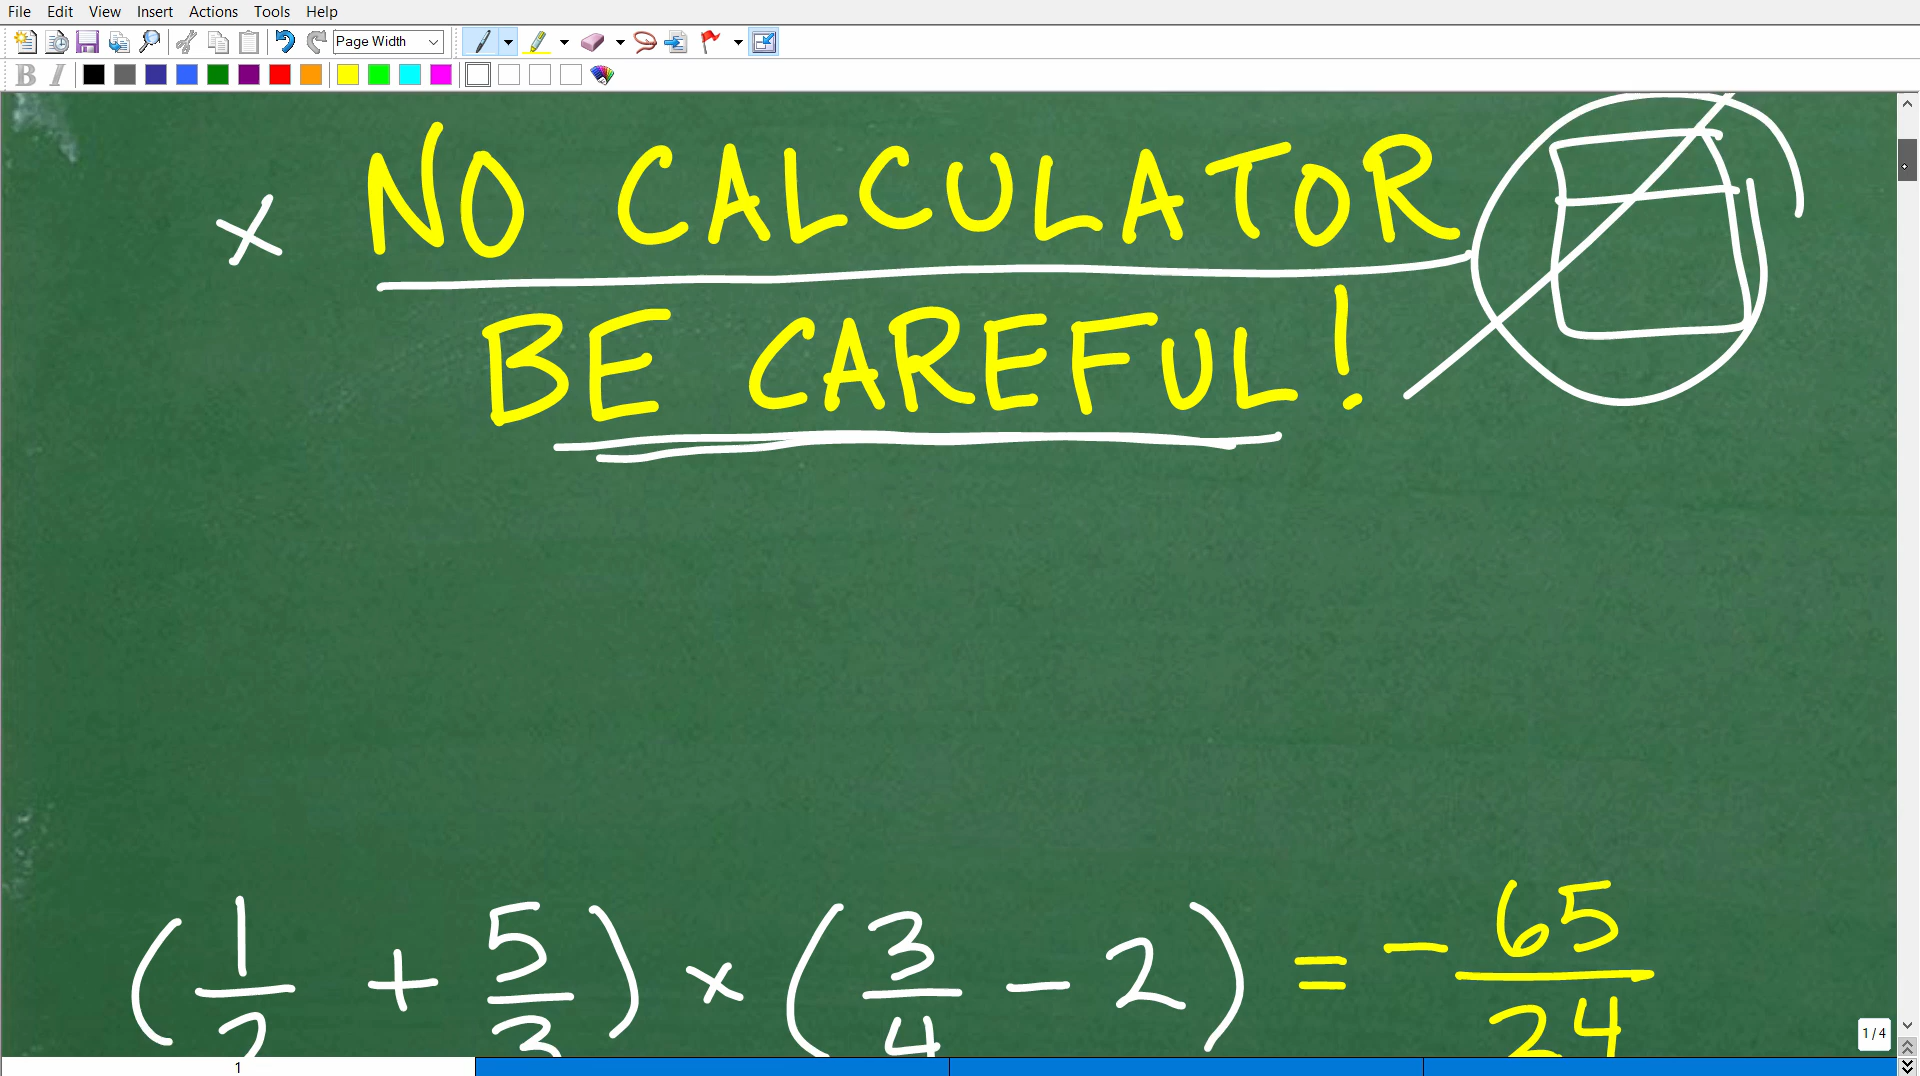 File Edit View Insert Actions Tools Help
Page Width
B I
× NO CALCULATOR
BE CAREFUL!
(1/2 + 5/3) × (3/4 - 2) = - 65/24
1 / 4
1